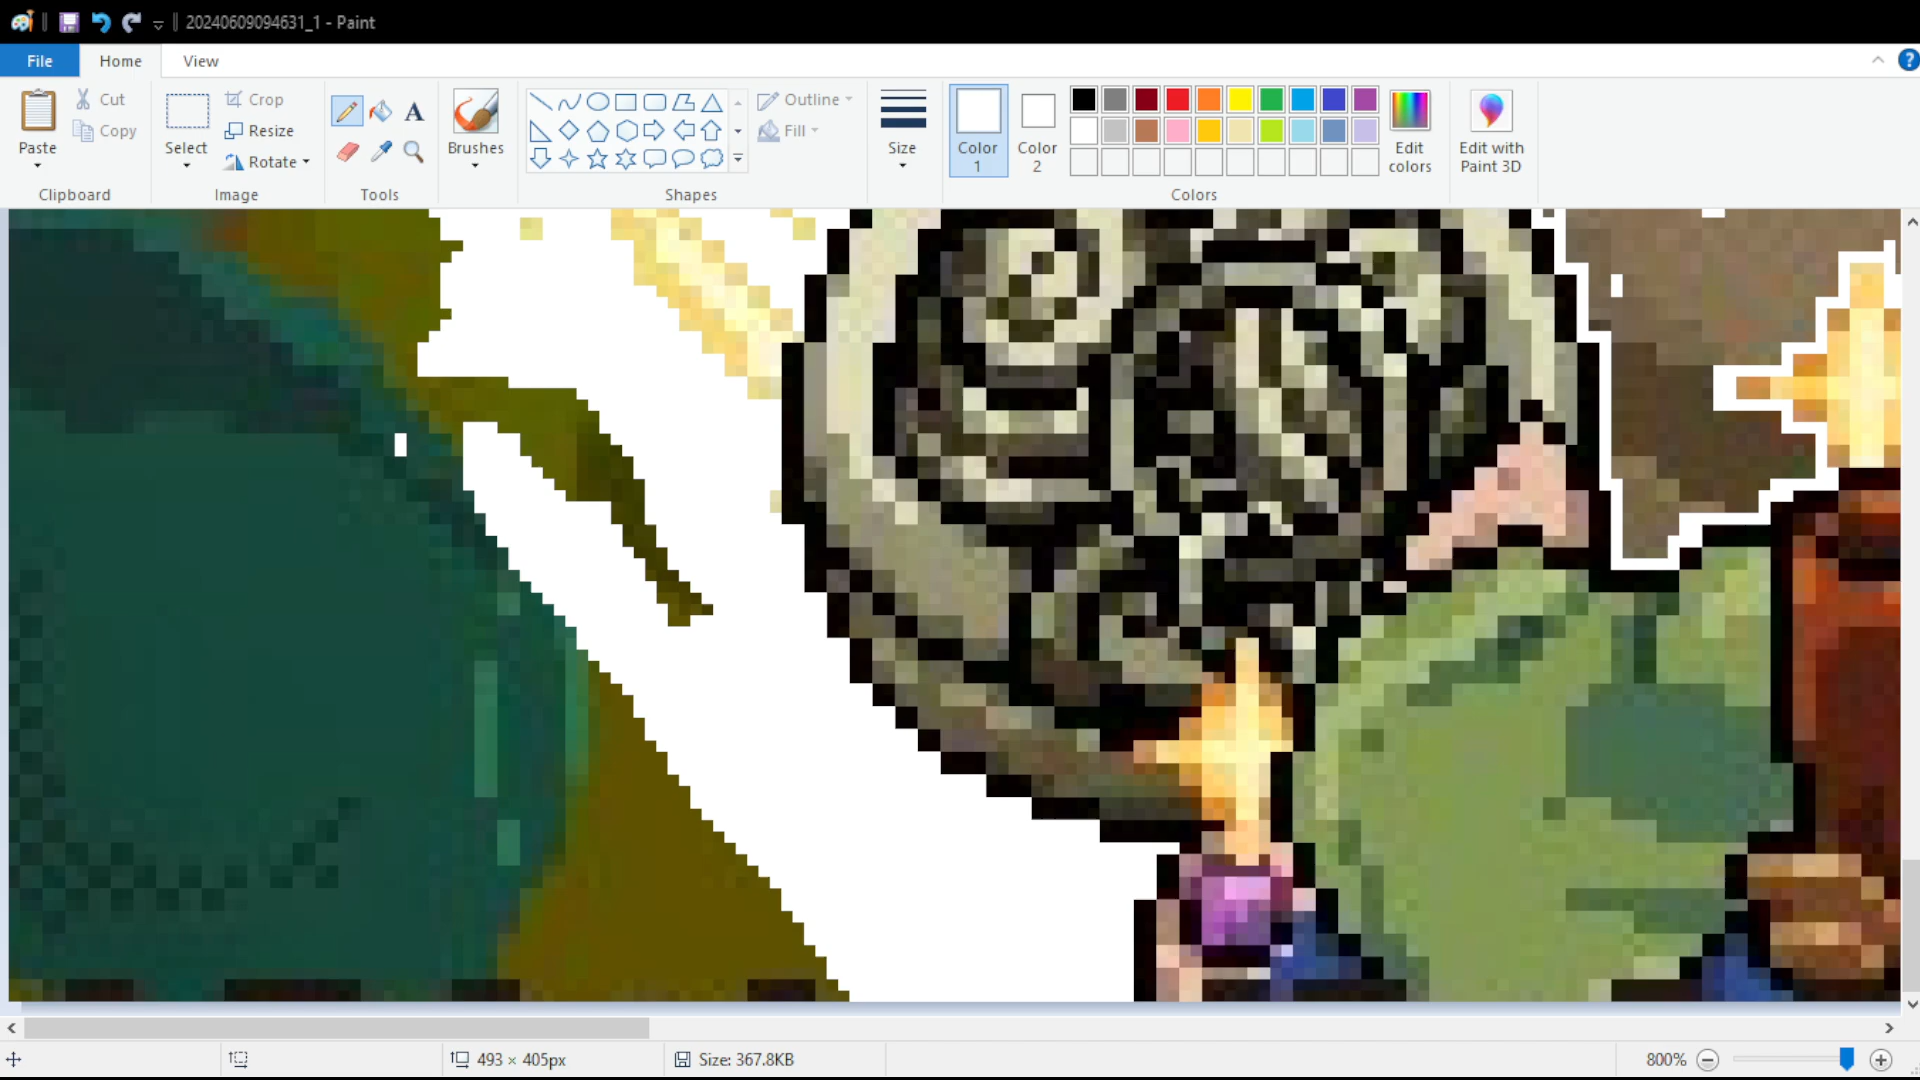 20240609094631_1 - Paint
File Home View
Paste
Cut
Copy
Clipboard
Select
Crop
Resize
Rotate
Image
A
Tools
Brushes
Shapes
Outline
Fill
Size
Color 1
Color 2
Colors
Edit colors
Edit with Paint 3D
?
493 × 405px
Size: 367.8KB
800%